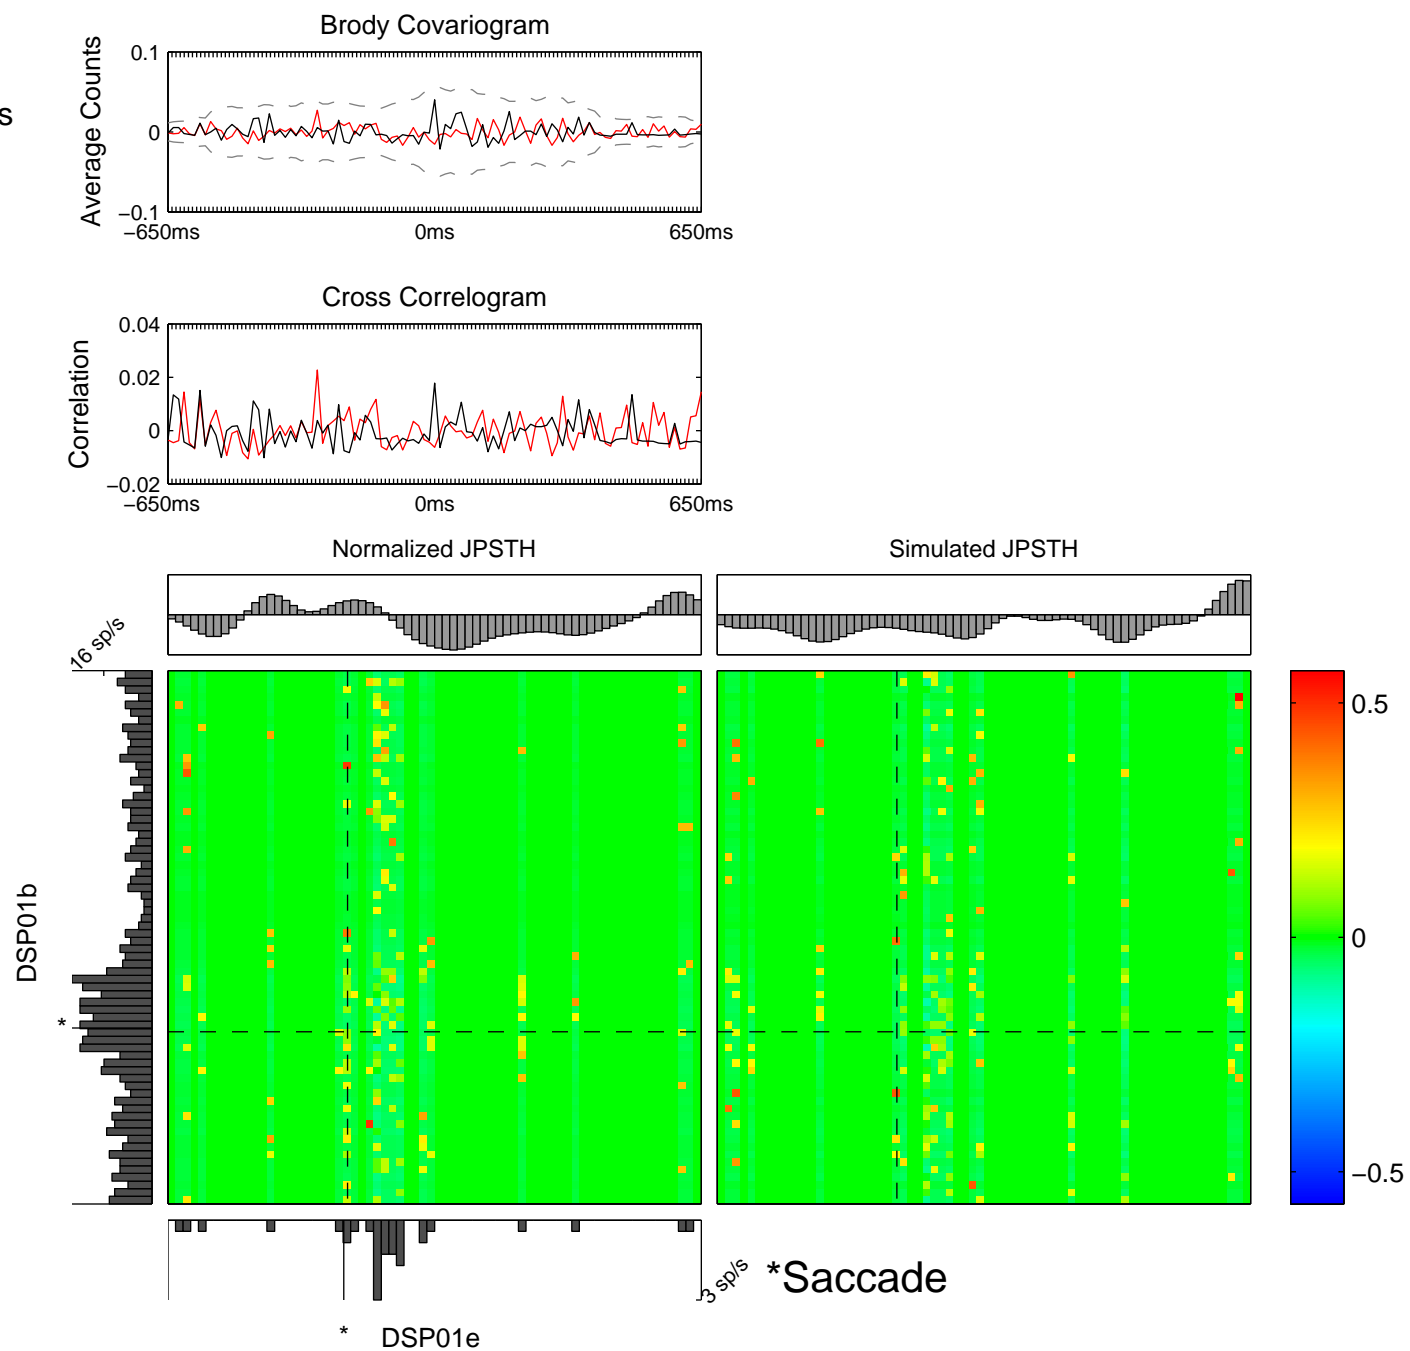 Brody Covariogram
s
Average Counts
0.1
0
−0.1
−650ms
0ms
650ms
Cross Correlogram
Correlation
0.04
0.02
0
−0.02
−650ms
0ms
650ms
Normalized JPSTH
Simulated JPSTH
16 sp/s
DSP01b
*
0.5
0
−0.5
3 sp/s
*Saccade
*
DSP01e